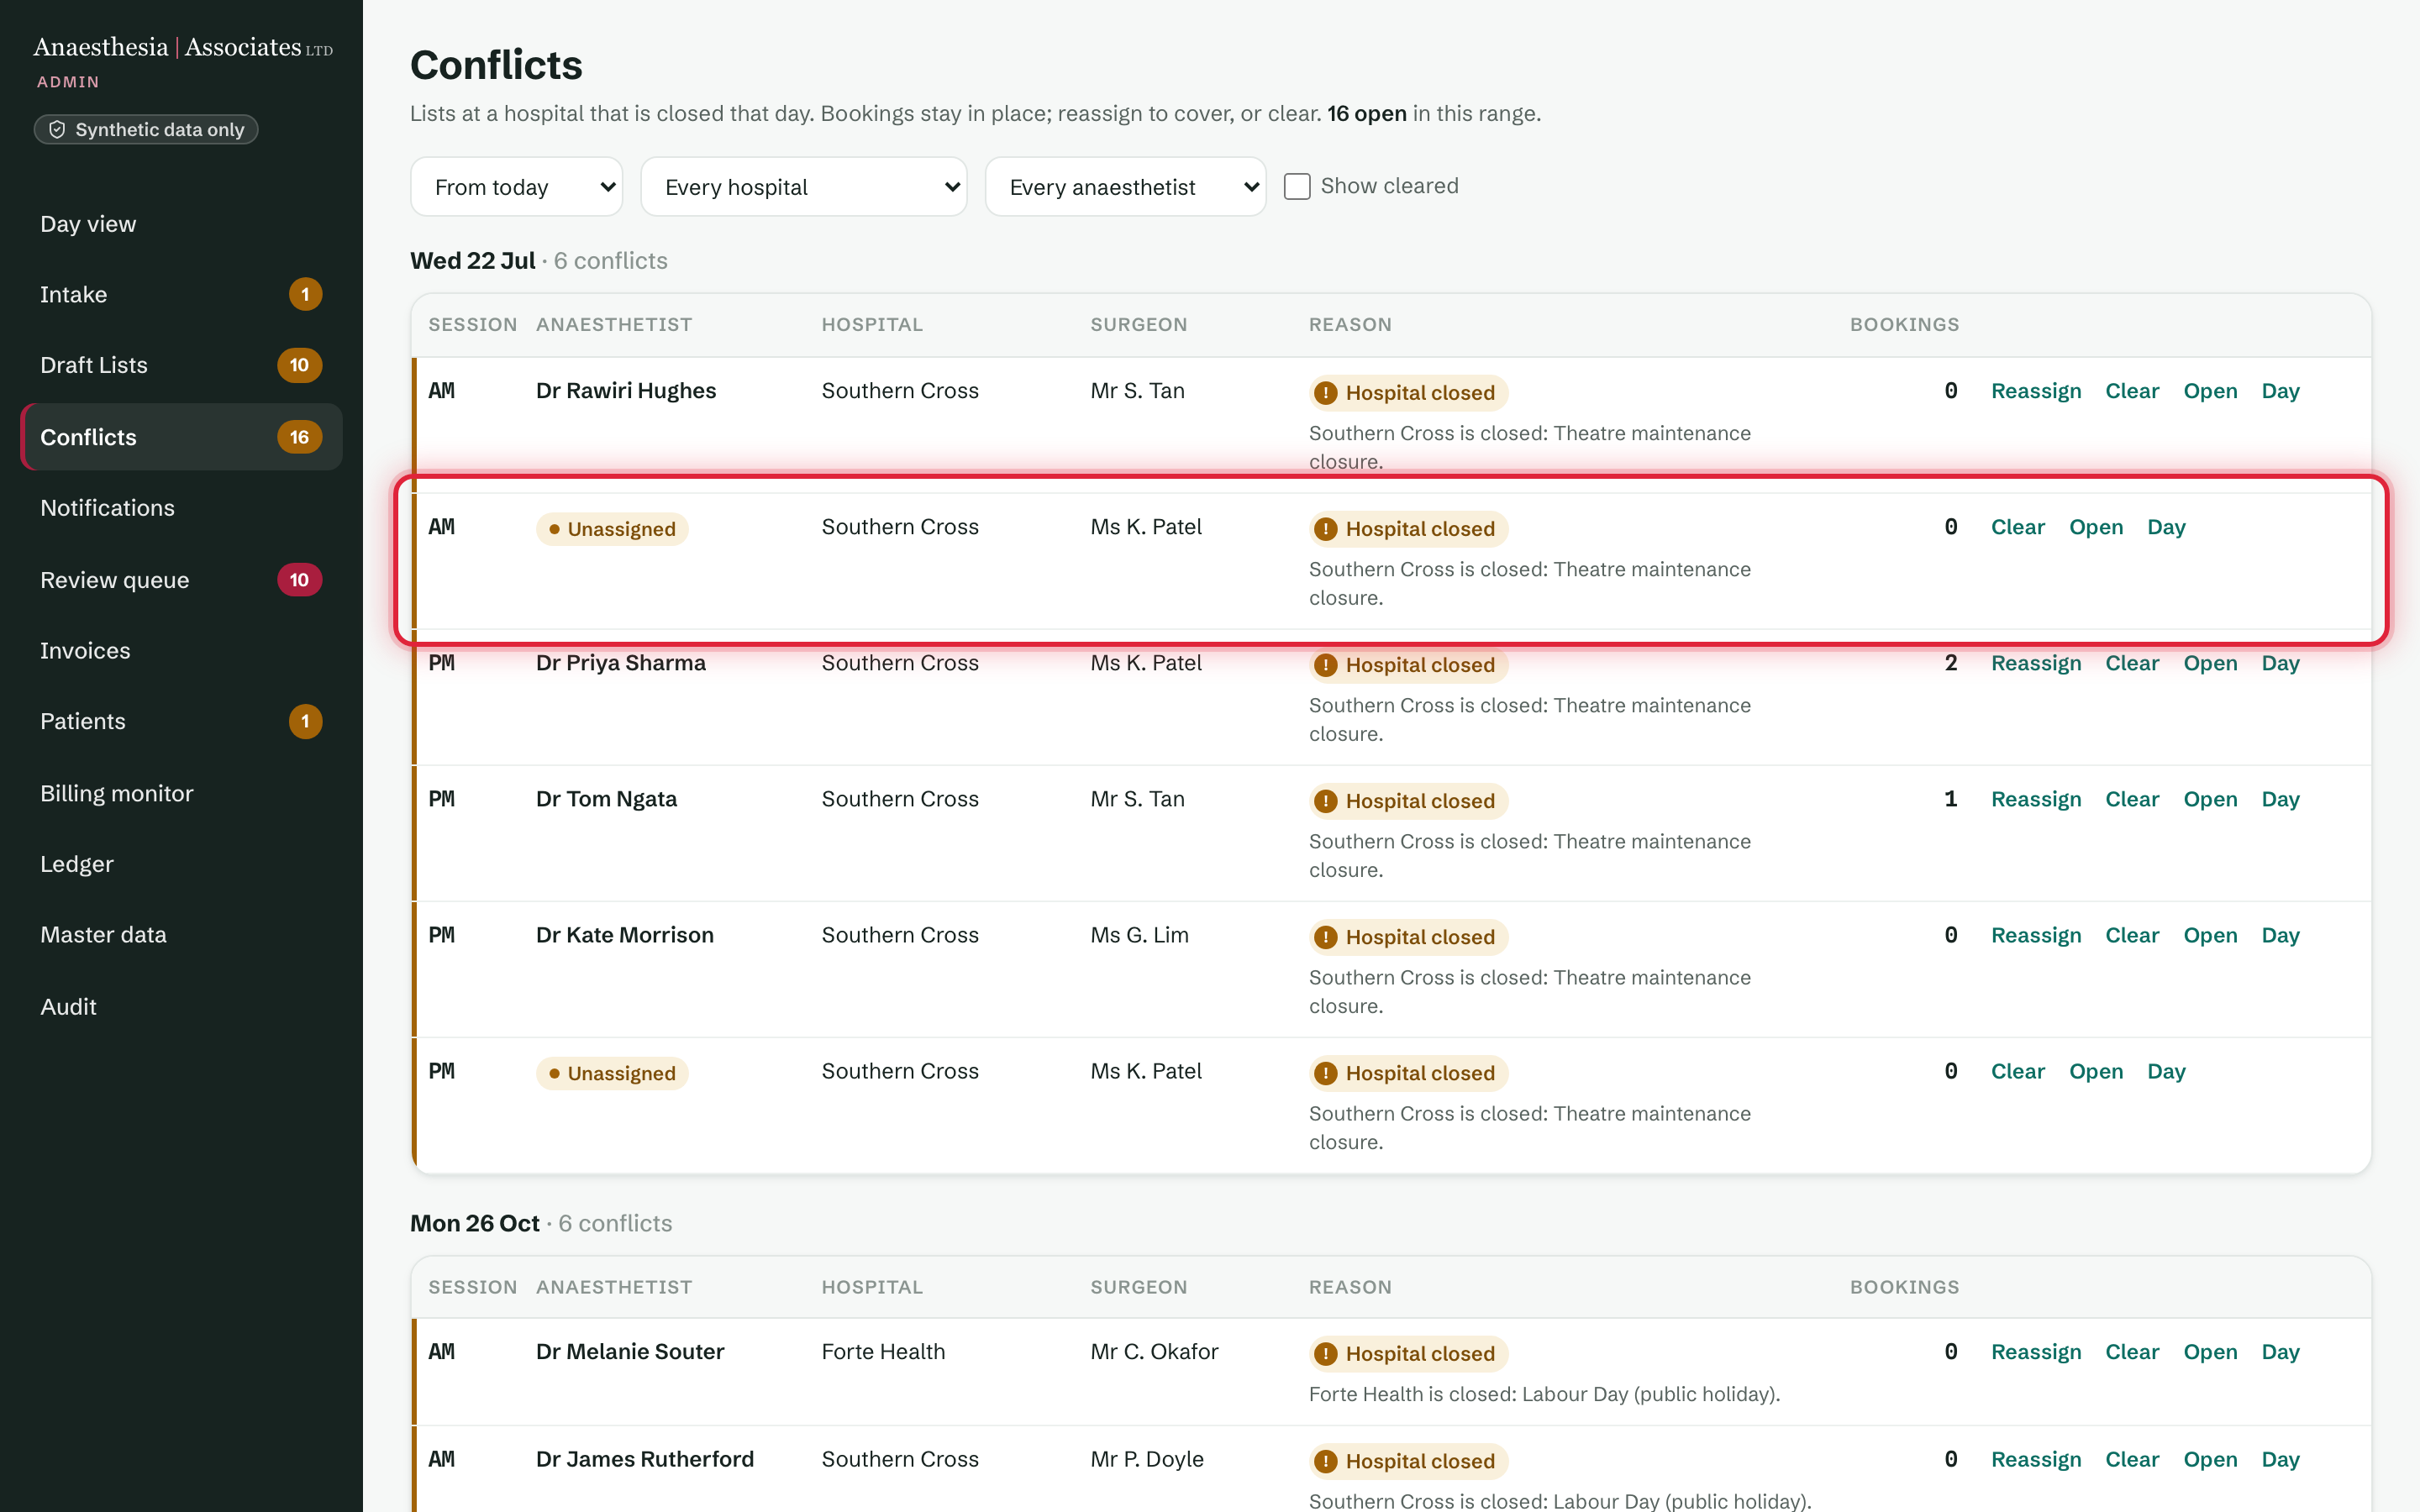 Anaesthesia | Associates LTD
ADMIN
Synthetic data only
Day view
Intake 1
Draft Lists 10
Conflicts 16
Notifications
Review queue 10
Invoices
Patients 1
Billing monitor
Ledger
Master data
Audit
Conflicts
Lists at a hospital that is closed that day. Bookings stay in place; reassign to cover, or clear. 16 open in this range.
From today Every hospital Every anaesthetist Show cleared
Wed 22 Jul · 6 conflicts
SESSION ANAESTHETIST HOSPITAL SURGEON REASON BOOKINGS
AM Dr Rawiri Hughes Southern Cross Mr S. Tan ! Hospital closed 0 Reassign Clear Open Day
Southern Cross is closed: Theatre maintenance
closure.
AM Unassigned Southern Cross Ms K. Patel ! Hospital closed 0 Clear Open Day
Southern Cross is closed: Theatre maintenance
closure.
PM Dr Priya Sharma Southern Cross Ms K. Patel ! Hospital closed 2 Reassign Clear Open Day
Southern Cross is closed: Theatre maintenance
closure.
PM Dr Tom Ngata Southern Cross Mr S. Tan ! Hospital closed 1 Reassign Clear Open Day
Southern Cross is closed: Theatre maintenance
closure.
PM Dr Kate Morrison Southern Cross Ms G. Lim ! Hospital closed 0 Reassign Clear Open Day
Southern Cross is closed: Theatre maintenance
closure.
PM Unassigned Southern Cross Ms K. Patel ! Hospital closed 0 Clear Open Day
Southern Cross is closed: Theatre maintenance
closure.
Mon 26 Oct · 6 conflicts
SESSION ANAESTHETIST HOSPITAL SURGEON REASON BOOKINGS
AM Dr Melanie Souter Forte Health Mr C. Okafor ! Hospital closed 0 Reassign Clear Open Day
Forte Health is closed: Labour Day (public holiday).
AM Dr James Rutherford Southern Cross Mr P. Doyle ! Hospital closed 0 Reassign Clear Open Day
Southern Cross is closed: Labour Day (public holiday).